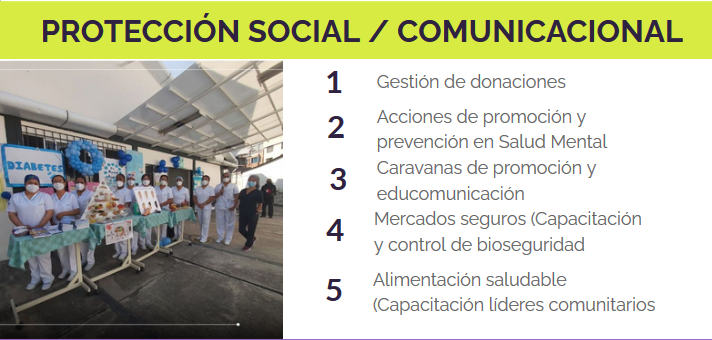 PROTECCIÓN SOCIAL / COMUNICACIONAL
DIABETES
1 Gestión de donaciones
2 Acciones de promoción y
prevención en Salud Mental
3 Caravanas de promoción y
educomunicación
4 Mercados seguros (Capacitación
y control de bioseguridad
5 Alimentación saludable
(Capacitación líderes comunitarios